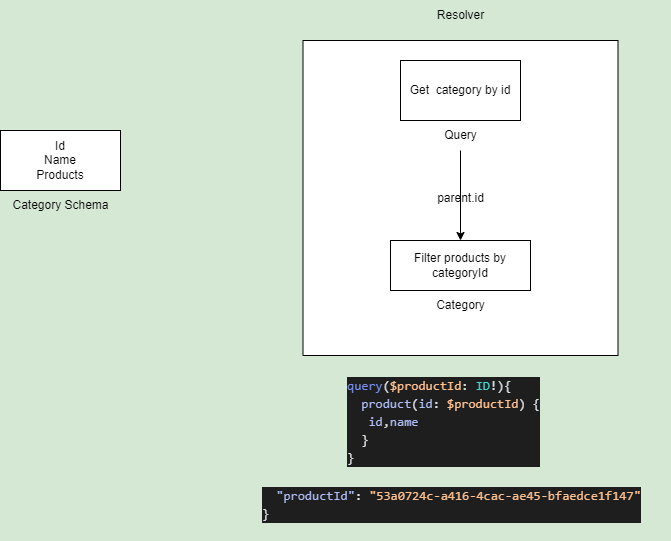 Resolver
Get category by id
Query
parent.id
Filter products by
categoryId
Category
Id
Name
Products
Category Schema
query($productId: ID!){
  product(id: $productId) {
   id,name
  }
}
"productId": "53a0724c-a416-4cac-ae45-bfaedce1f147"
}